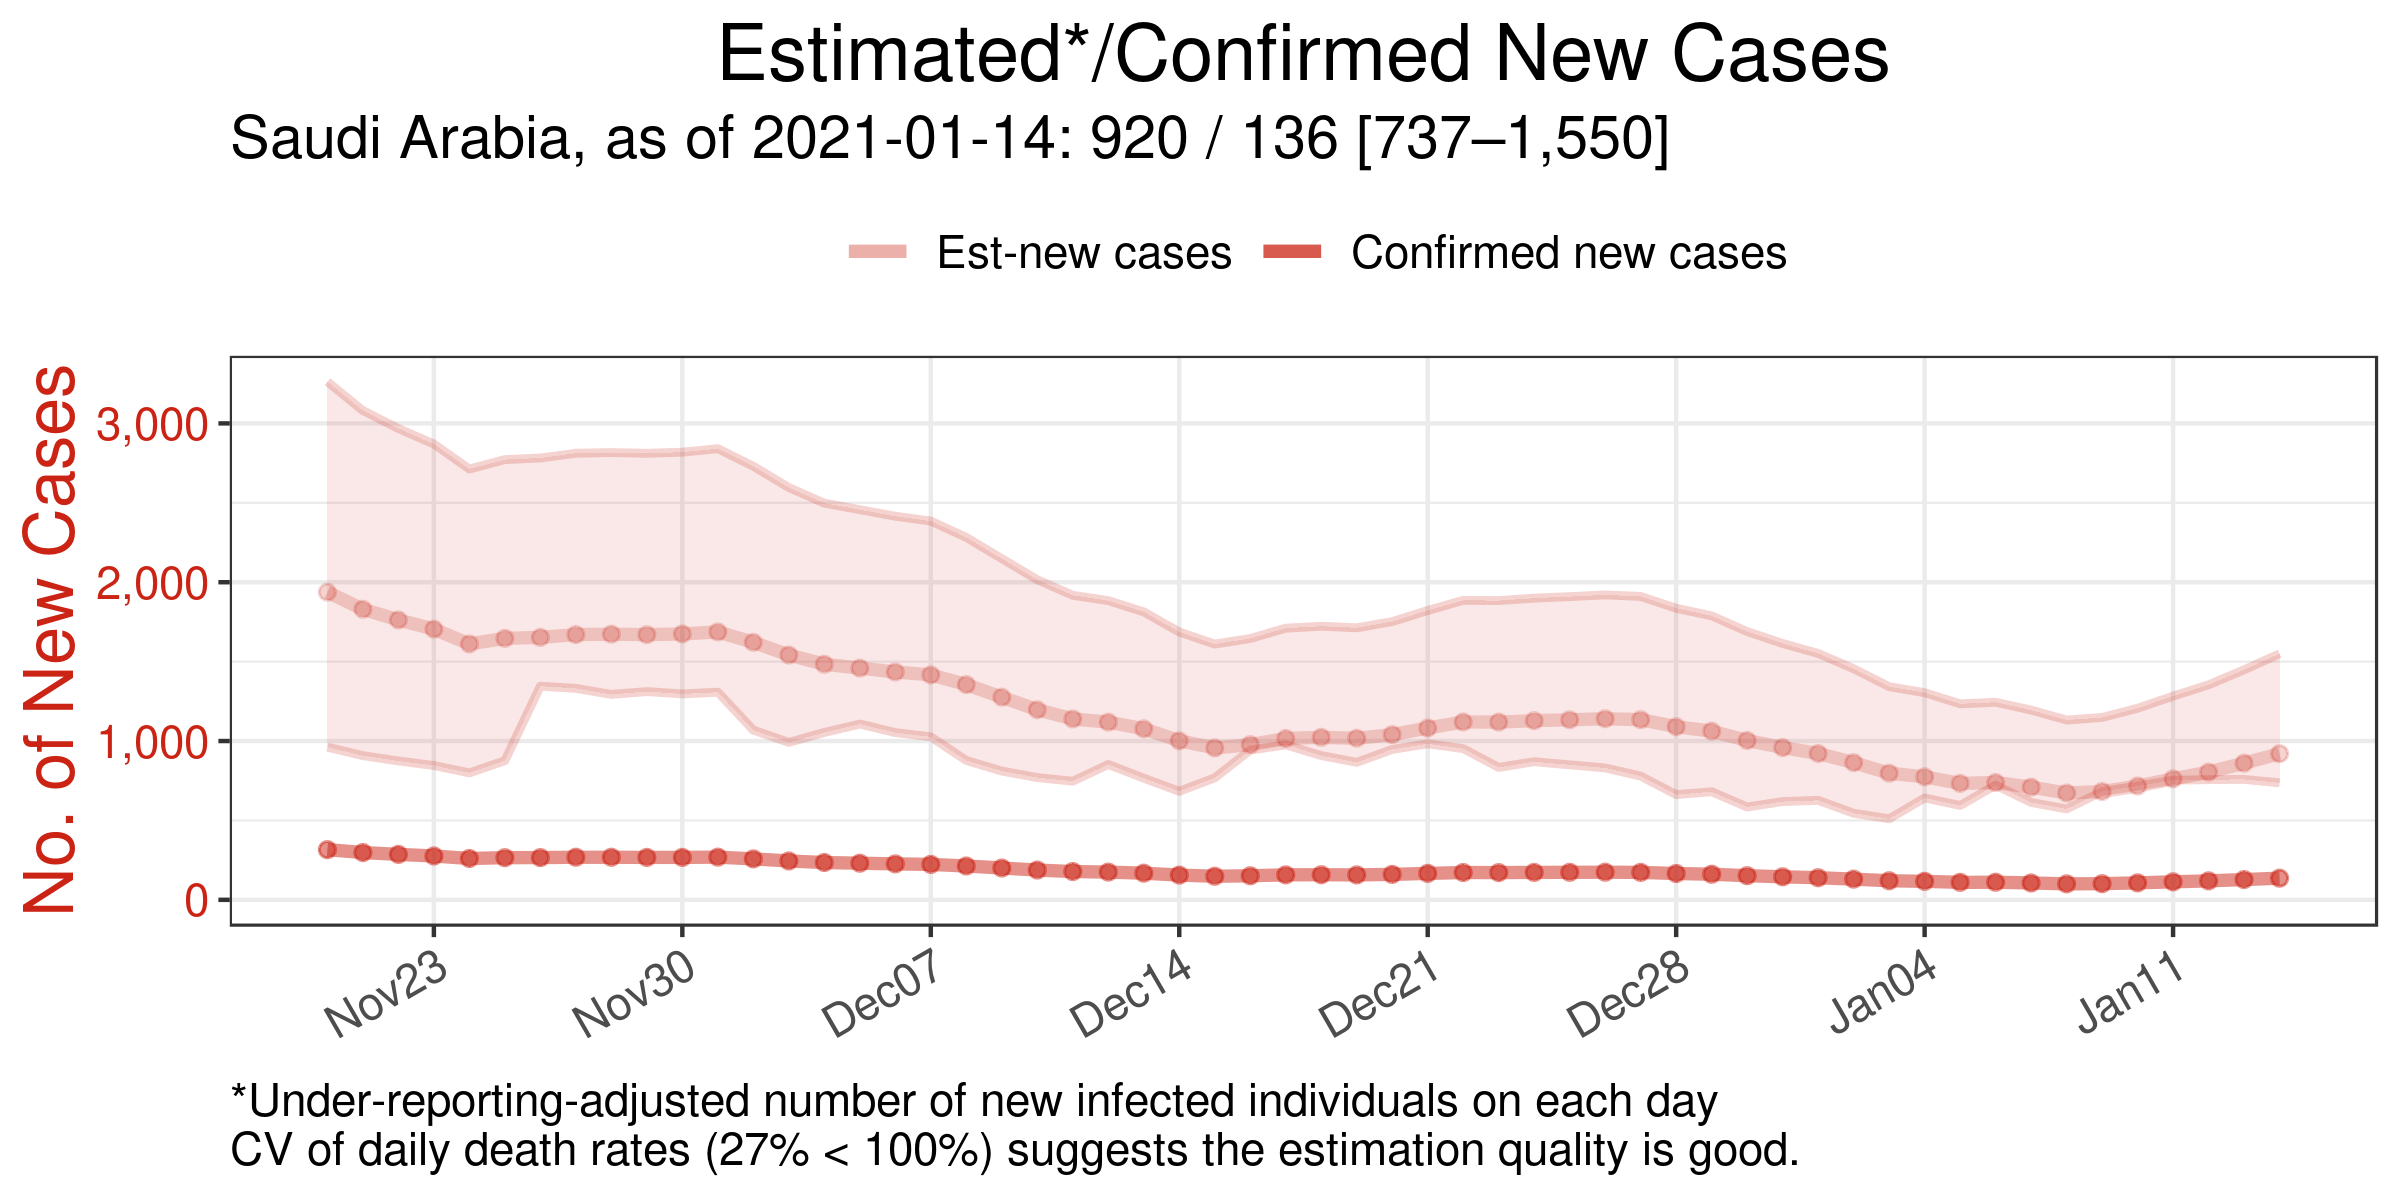 Estimated*/Confirmed New Cases
Saudi Arabia, as of 2021-01-14: 920 / 136 [737–1,550]
Est-new cases
Confirmed new cases
No. of New Cases
3,000
2,000
1,000
0
Nov23
Nov30
Dec07
Dec14
Dec21
Dec28
Jan04
Jan11
*Under-reporting-adjusted number of new infected individuals on each day
CV of daily death rates (27% < 100%) suggests the estimation quality is good.